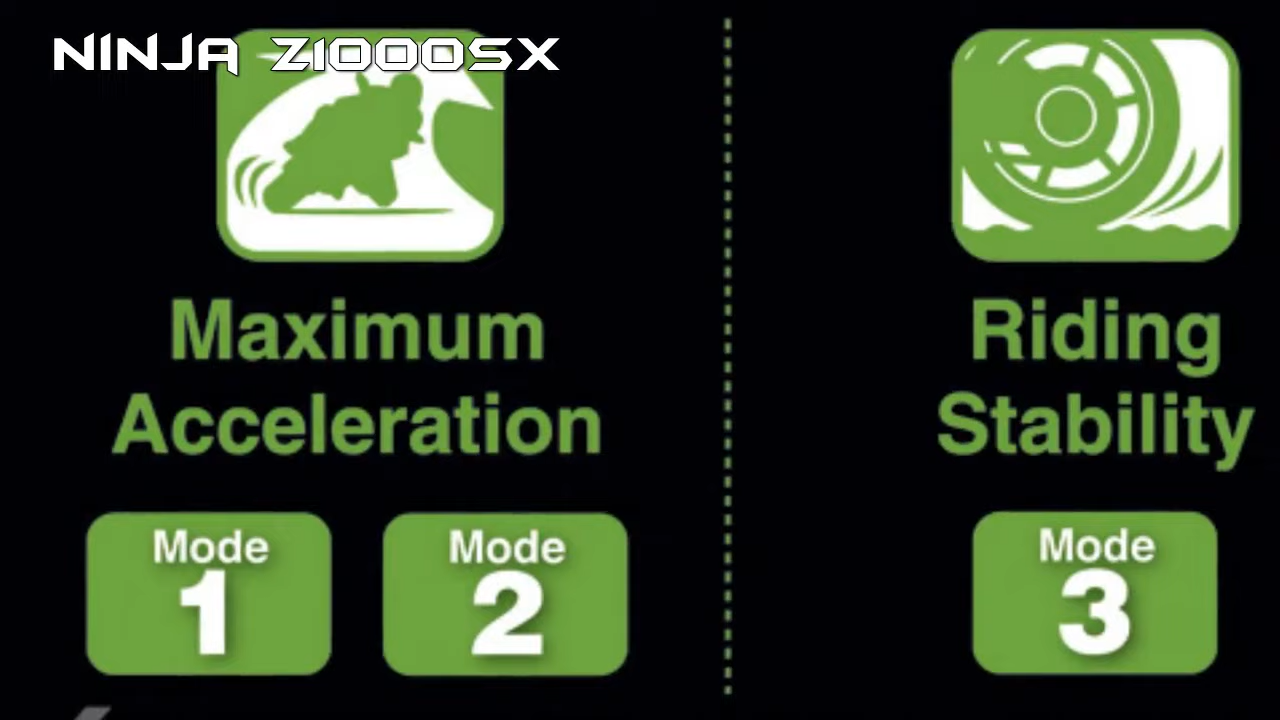 NINJA Z1000SX
Maximum
Acceleration
Mode
1
Mode
2
Riding
Stability
Mode
3